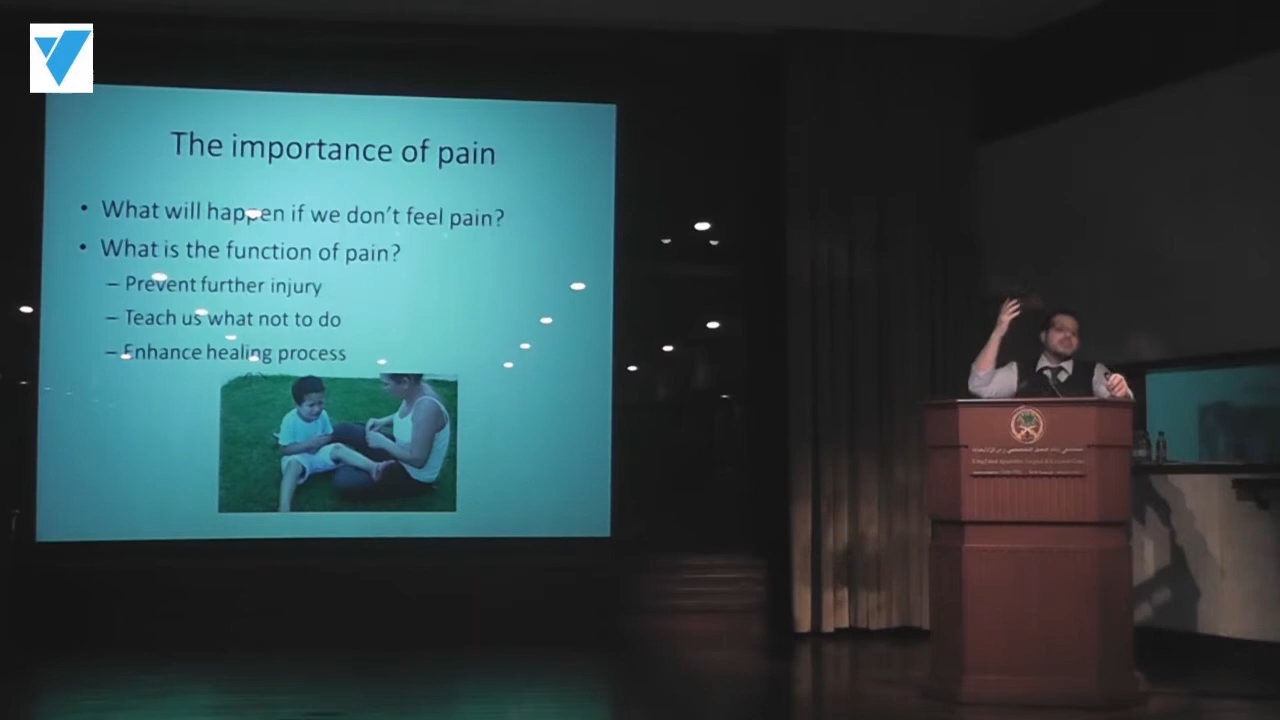 The importance of pain
• What will happen if we don't feel pain?
• What is the function of pain?
– Prevent further injury
– Teach us what not to do
– Enhance healing process